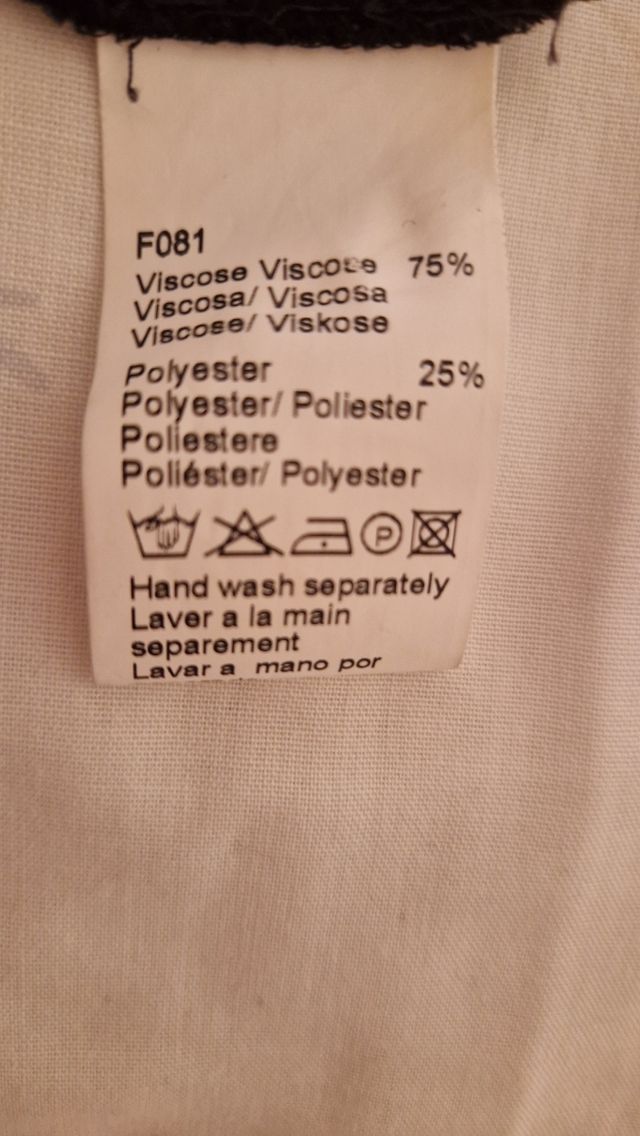 F081
Viscose Viscose 75%
Viscosa/ Viscosa
Viscose/ Viskose
Polyester 25%
Polyester/ Poliester
Poliestere
Poliéster/ Polyester
P
Hand wash separately
Laver a la main
separement
Lavar a mano por